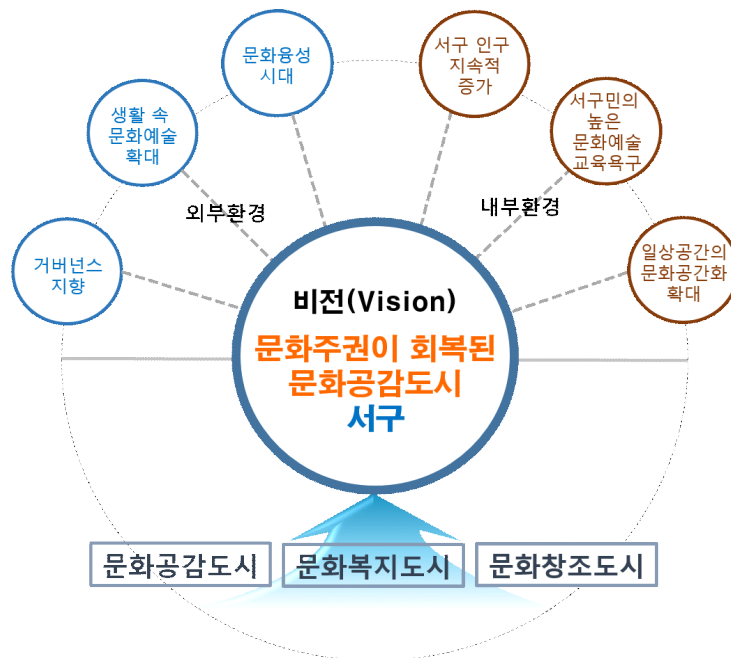 문화융성
시대
서구 인구
지속적
증가
생활 속
문화예술
확대
서구민의
높은
문화예술
교육욕구
외부환경
내부환경
거버넌스
지향
일상공간의
문화공간화
확대
비전(Vision)
문화주권이 회복된
문화공감도시
서구
문화공감도시
문화복지도시
문화창조도시